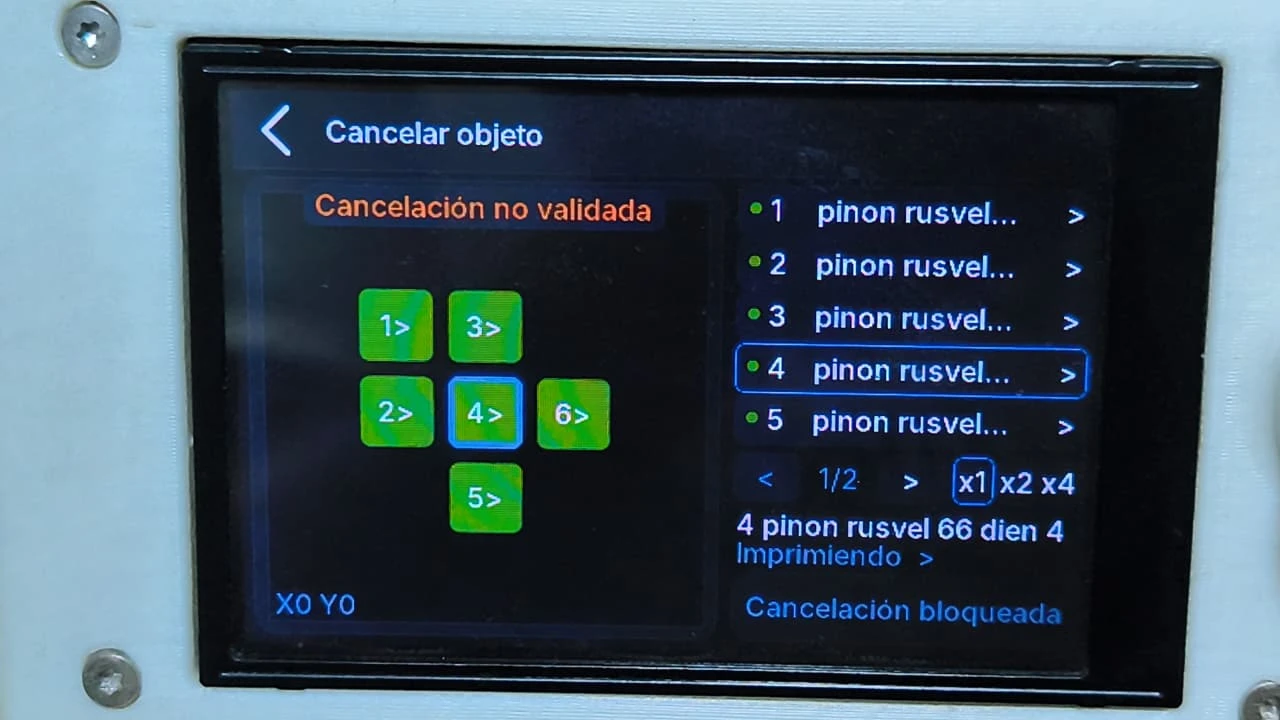 Cancelar objeto
Cancelación no validada
1> 3>
2> 4> 6>
5>
X0 Y0
1 pinon rusvel... >
2 pinon rusvel... >
3 pinon rusvel... >
4 pinon rusvel... >
5 pinon rusvel... >
< 1/2 > x1 x2 x4
4 pinon rusvel 66 dien 4
Imprimiendo >
Cancelación bloqueada